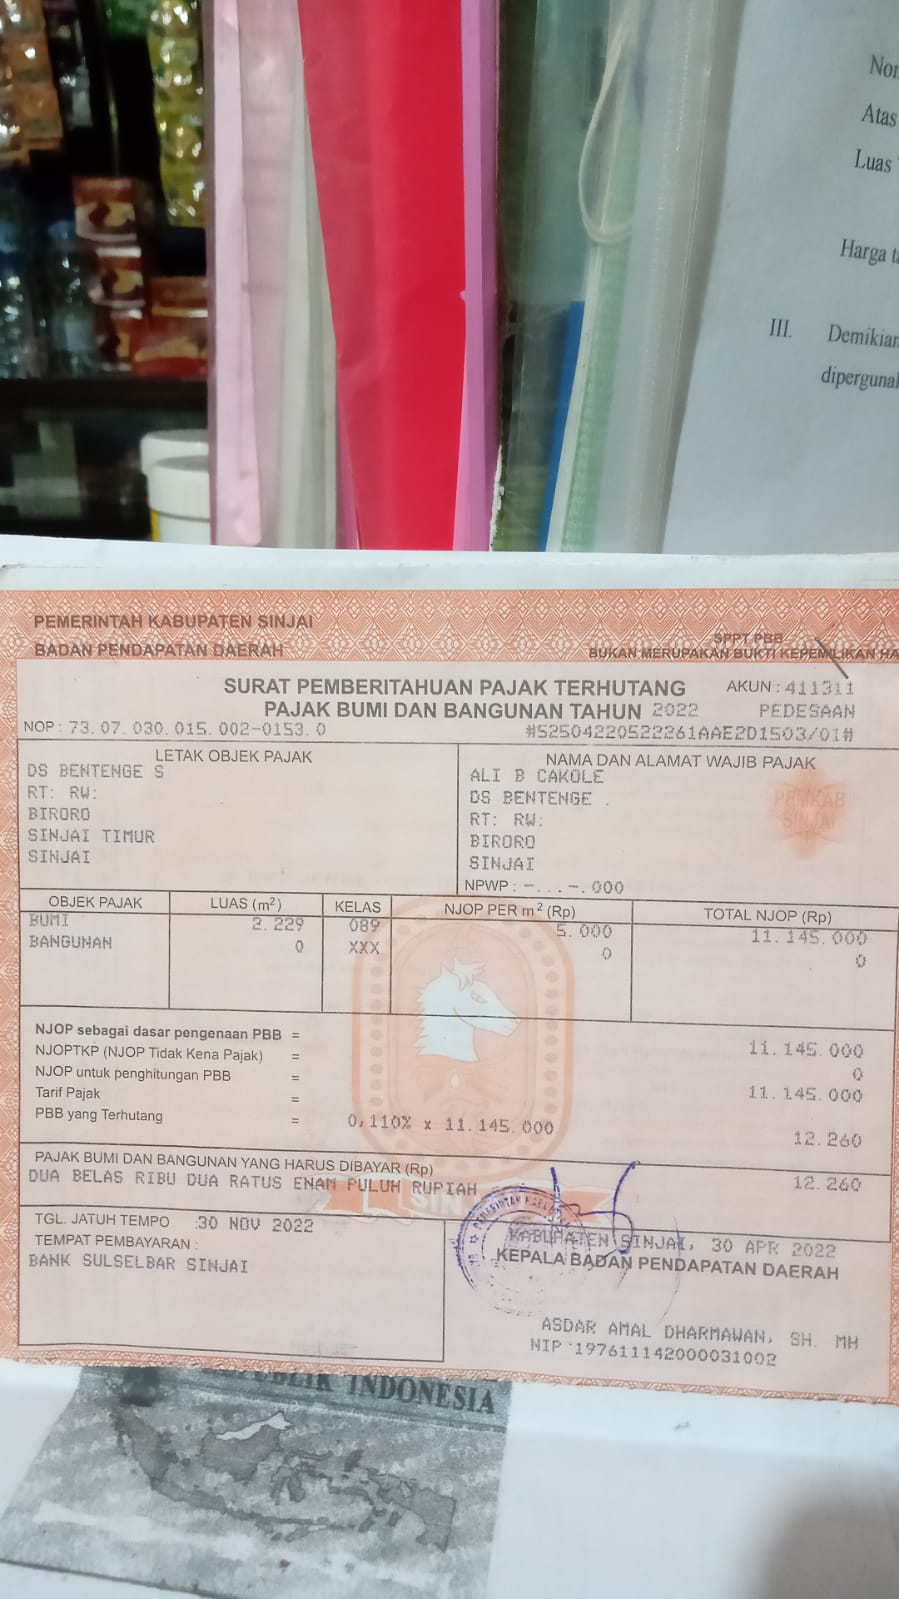 Atas
Luas
Harga
III. Demikian
PEMERINTAH KABUPATEN SINJAI
BADAN PENDAPATAN DAERAH
SPPT PBB
BUKAN MERUPAKAN BUKTI KEPEMILIKAN HA
SURAT PEMBERITAHUAN PAJAK TERHUTANG
AKUN : 411311
PAJAK BUMI DAN BANGUNAN TAHUN 2022
PEDESAAN
NOP : 73. 07. 030. 015. 002-0153. 0
#52504220522261AAE2D1503/01#
LETAK OBJEK PAJAK
DS BENTENGE S
RT: RW:
BIRORO
SINJAI TIMUR
SINJAI
NAMA DAN ALAMAT WAJIB PAJAK
ALI B CAKOLE
DS BENTENGE .
RT: RW:
BIRORO
SINJAI
NPWP : -. . . -. 000
PEMKAB
SINJAI
OBJEK PAJAK LUAS (m²) KELAS NJOP PER m² (Rp) TOTAL NJOP (Rp)
BUMI 2. 229 089 5. 000 11. 145. 000
BANGUNAN 0 XXX 0 0
NJOP sebagai dasar pengenaan PBB = 11. 145. 000
NJOPTKP (NJOP Tidak Kena Pajak) = 0
NJOP untuk penghitungan PBB = 11. 145. 000
Tarif Pajak =
PBB yang Terhutang = 0,110% x 11. 145. 000 12. 260
PAJAK BUMI DAN BANGUNAN YANG HARUS DIBAYAR (Rp) 12. 260
DUA BELAS RIBU DUA RATUS ENAM PULUH RUPIAH
TGL. JATUH TEMPO :30 NOV 2022
TEMPAT PEMBAYARAN :
BANK SULSELBAR SINJAI
KABUPATEN SINJAI, 30 APR 2022
KEPALA BADAN PENDAPATAN DAERAH
ASDAR AMAL DHARMAWAN, SH. MH
NIP 197611142000031002
INDONESIA